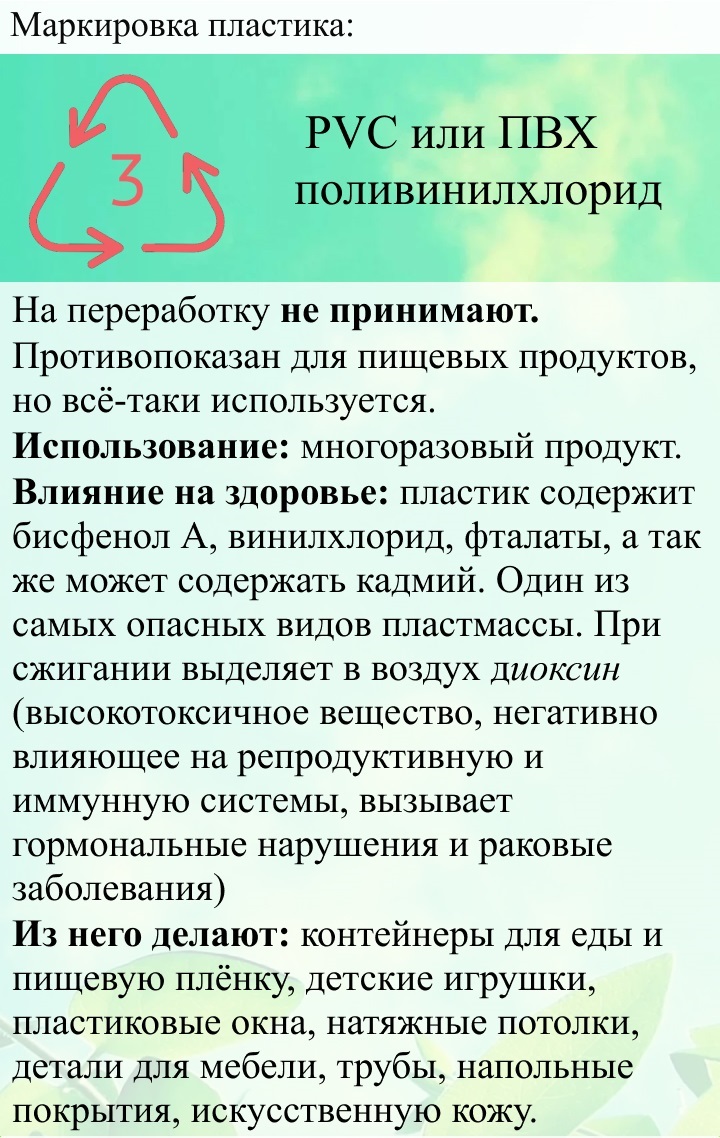 Маркировка пластика:
3
PVC или ПВХ
поливинилхлорид
На переработку не принимают.
Противопоказан для пищевых продуктов,
но всё-таки используется.
Использование: многоразовый продукт.
Влияние на здоровье: пластик содержит
бисфенол А, винилхлорид, фталаты, а так
же может содержать кадмий. Один из
самых опасных видов пластмассы. При
сжигании выделяет в воздух диоксин
(высокотоксичное вещество, негативно
влияющее на репродуктивную и
иммунную системы, вызывает
гормональные нарушения и раковые
заболевания)
Из него делают: контейнеры для еды и
пищевую плёнку, детские игрушки,
пластиковые окна, натяжные потолки,
детали для мебели, трубы, напольные
покрытия, искусственную кожу.